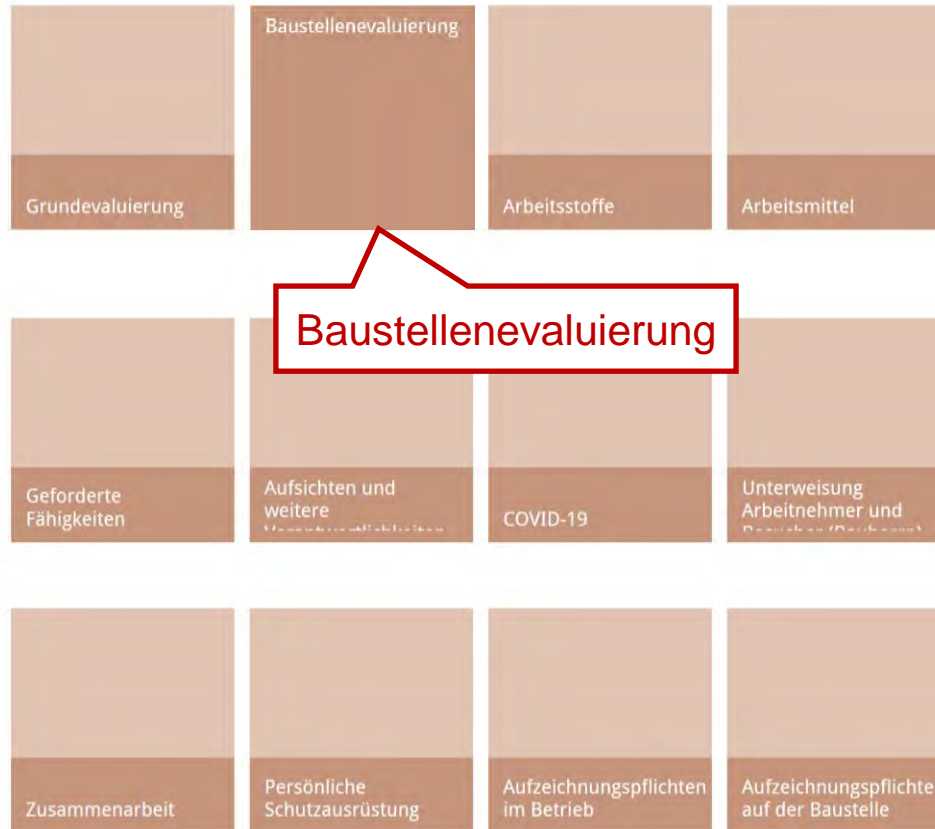 Baustellenevaluierung
Grundevaluierung
Arbeitsstoffe
Arbeitsmittel
Baustellenevaluierung
Geforderte
Fähigkeiten
Aufsichten und
weitere
COVID-19
Unterweisung
Arbeitnehmer und
Zusammenarbeit
Persönliche
Schutzausrüstung
Aufzeichnungspflichten
im Betrieb
Aufzeichnungspflichte
auf der Baustelle